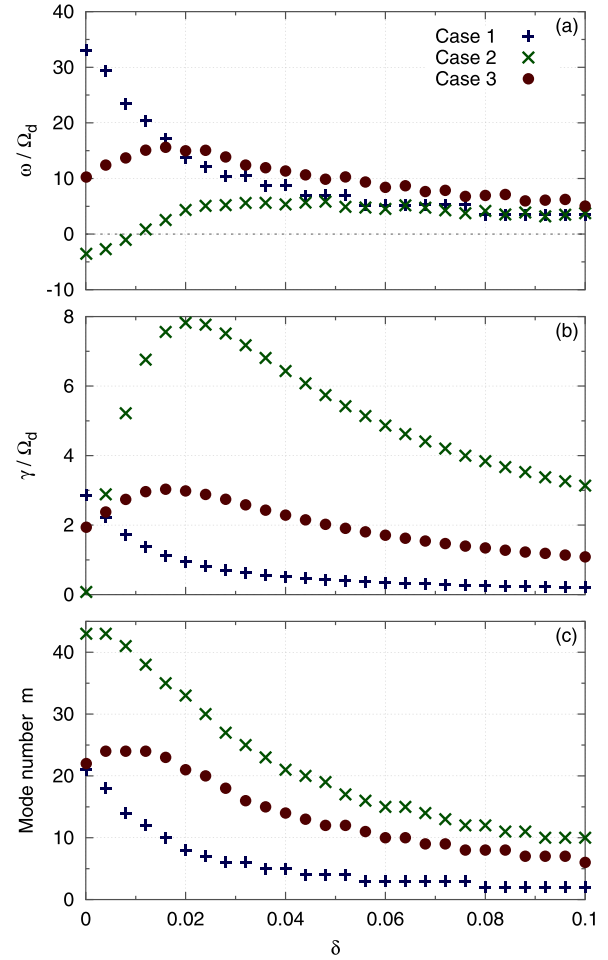 (a)
Case 1
Case 2
Case 3
40
30
20
10
0
-10
ω / Ω_d
(b)
8
6
4
2
0
γ / Ω_d
(c)
40
30
20
10
0
Mode number m
0 0.02 0.04 0.06 0.08 0.1
δ